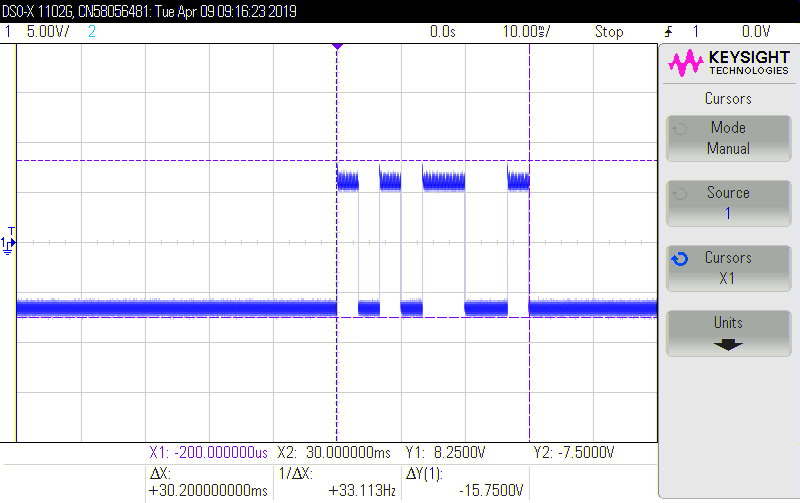 DSO-X 1102G, CN58056481: Tue Apr 09 09:16:23 2019
1 5.00V/ 2 0.0s 10.00ms/ Stop 1 0.0V
KEYSIGHT
TECHNOLOGIES
Cursors
Mode
Manual
Source
1
Cursors
X1
Units
T
1
X1: -200.000000us X2: 30.000000ms Y1: 8.2500V Y2: -7.5000V
ΔX: 1/ΔX: ΔY(1):
+30.200000000ms +33.113Hz -15.7500V